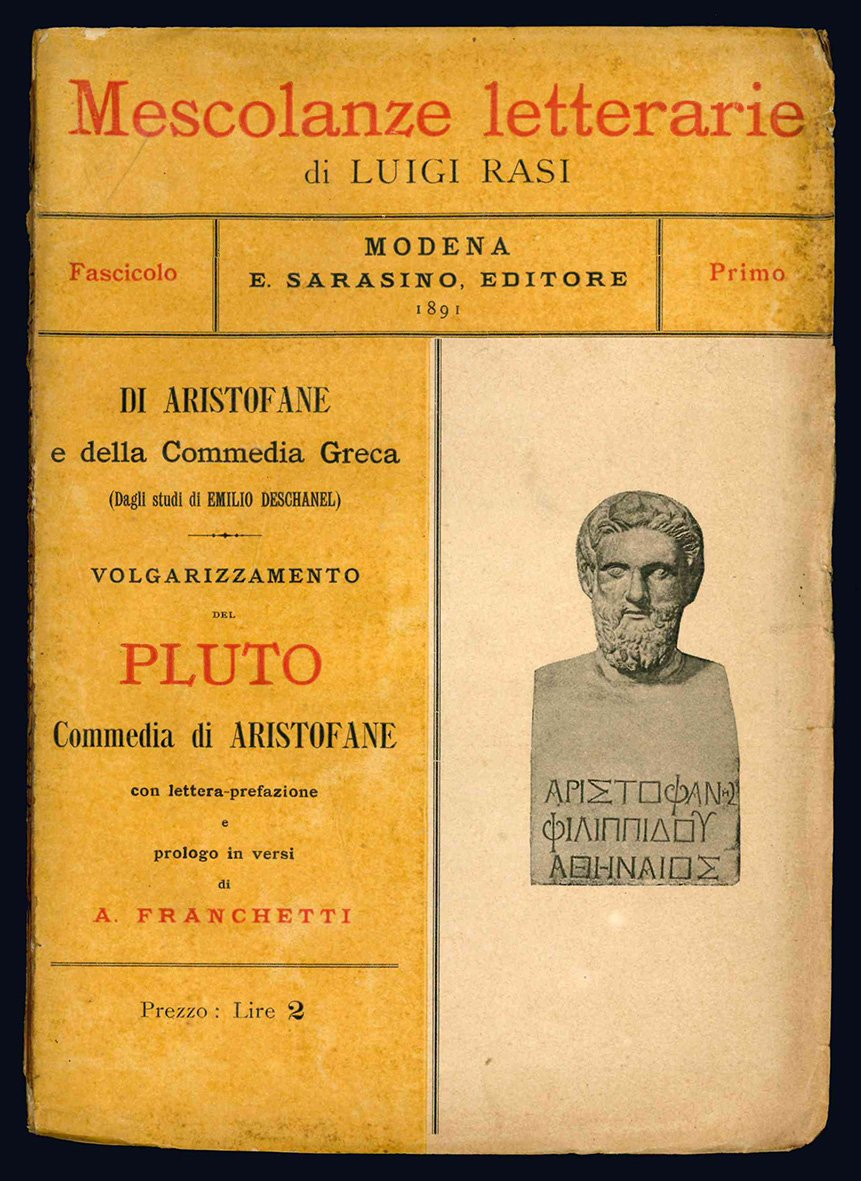 Mescolanze letterarie
di LUIGI RASI
Fascicolo
MODENA
E. SARASINO, EDITORE
1891
Primo
DI ARISTOFANE
e della Commedia Greca
(Dagli studi di EMILIO DESCHANEL)
VOLGARIZZAMENTO
DEL
PLUTO
Commedia di ARISTOFANE
con lettera-prefazione
e
prologo in versi
di
A. FRANCHETTI
Prezzo: Lire 2
ΑΡΙΣΤΟΦΑΝΗΣ
ΦΙΛΙΠΠΙΔΟΥ
ΑΘΗΝΑΙΟΣ